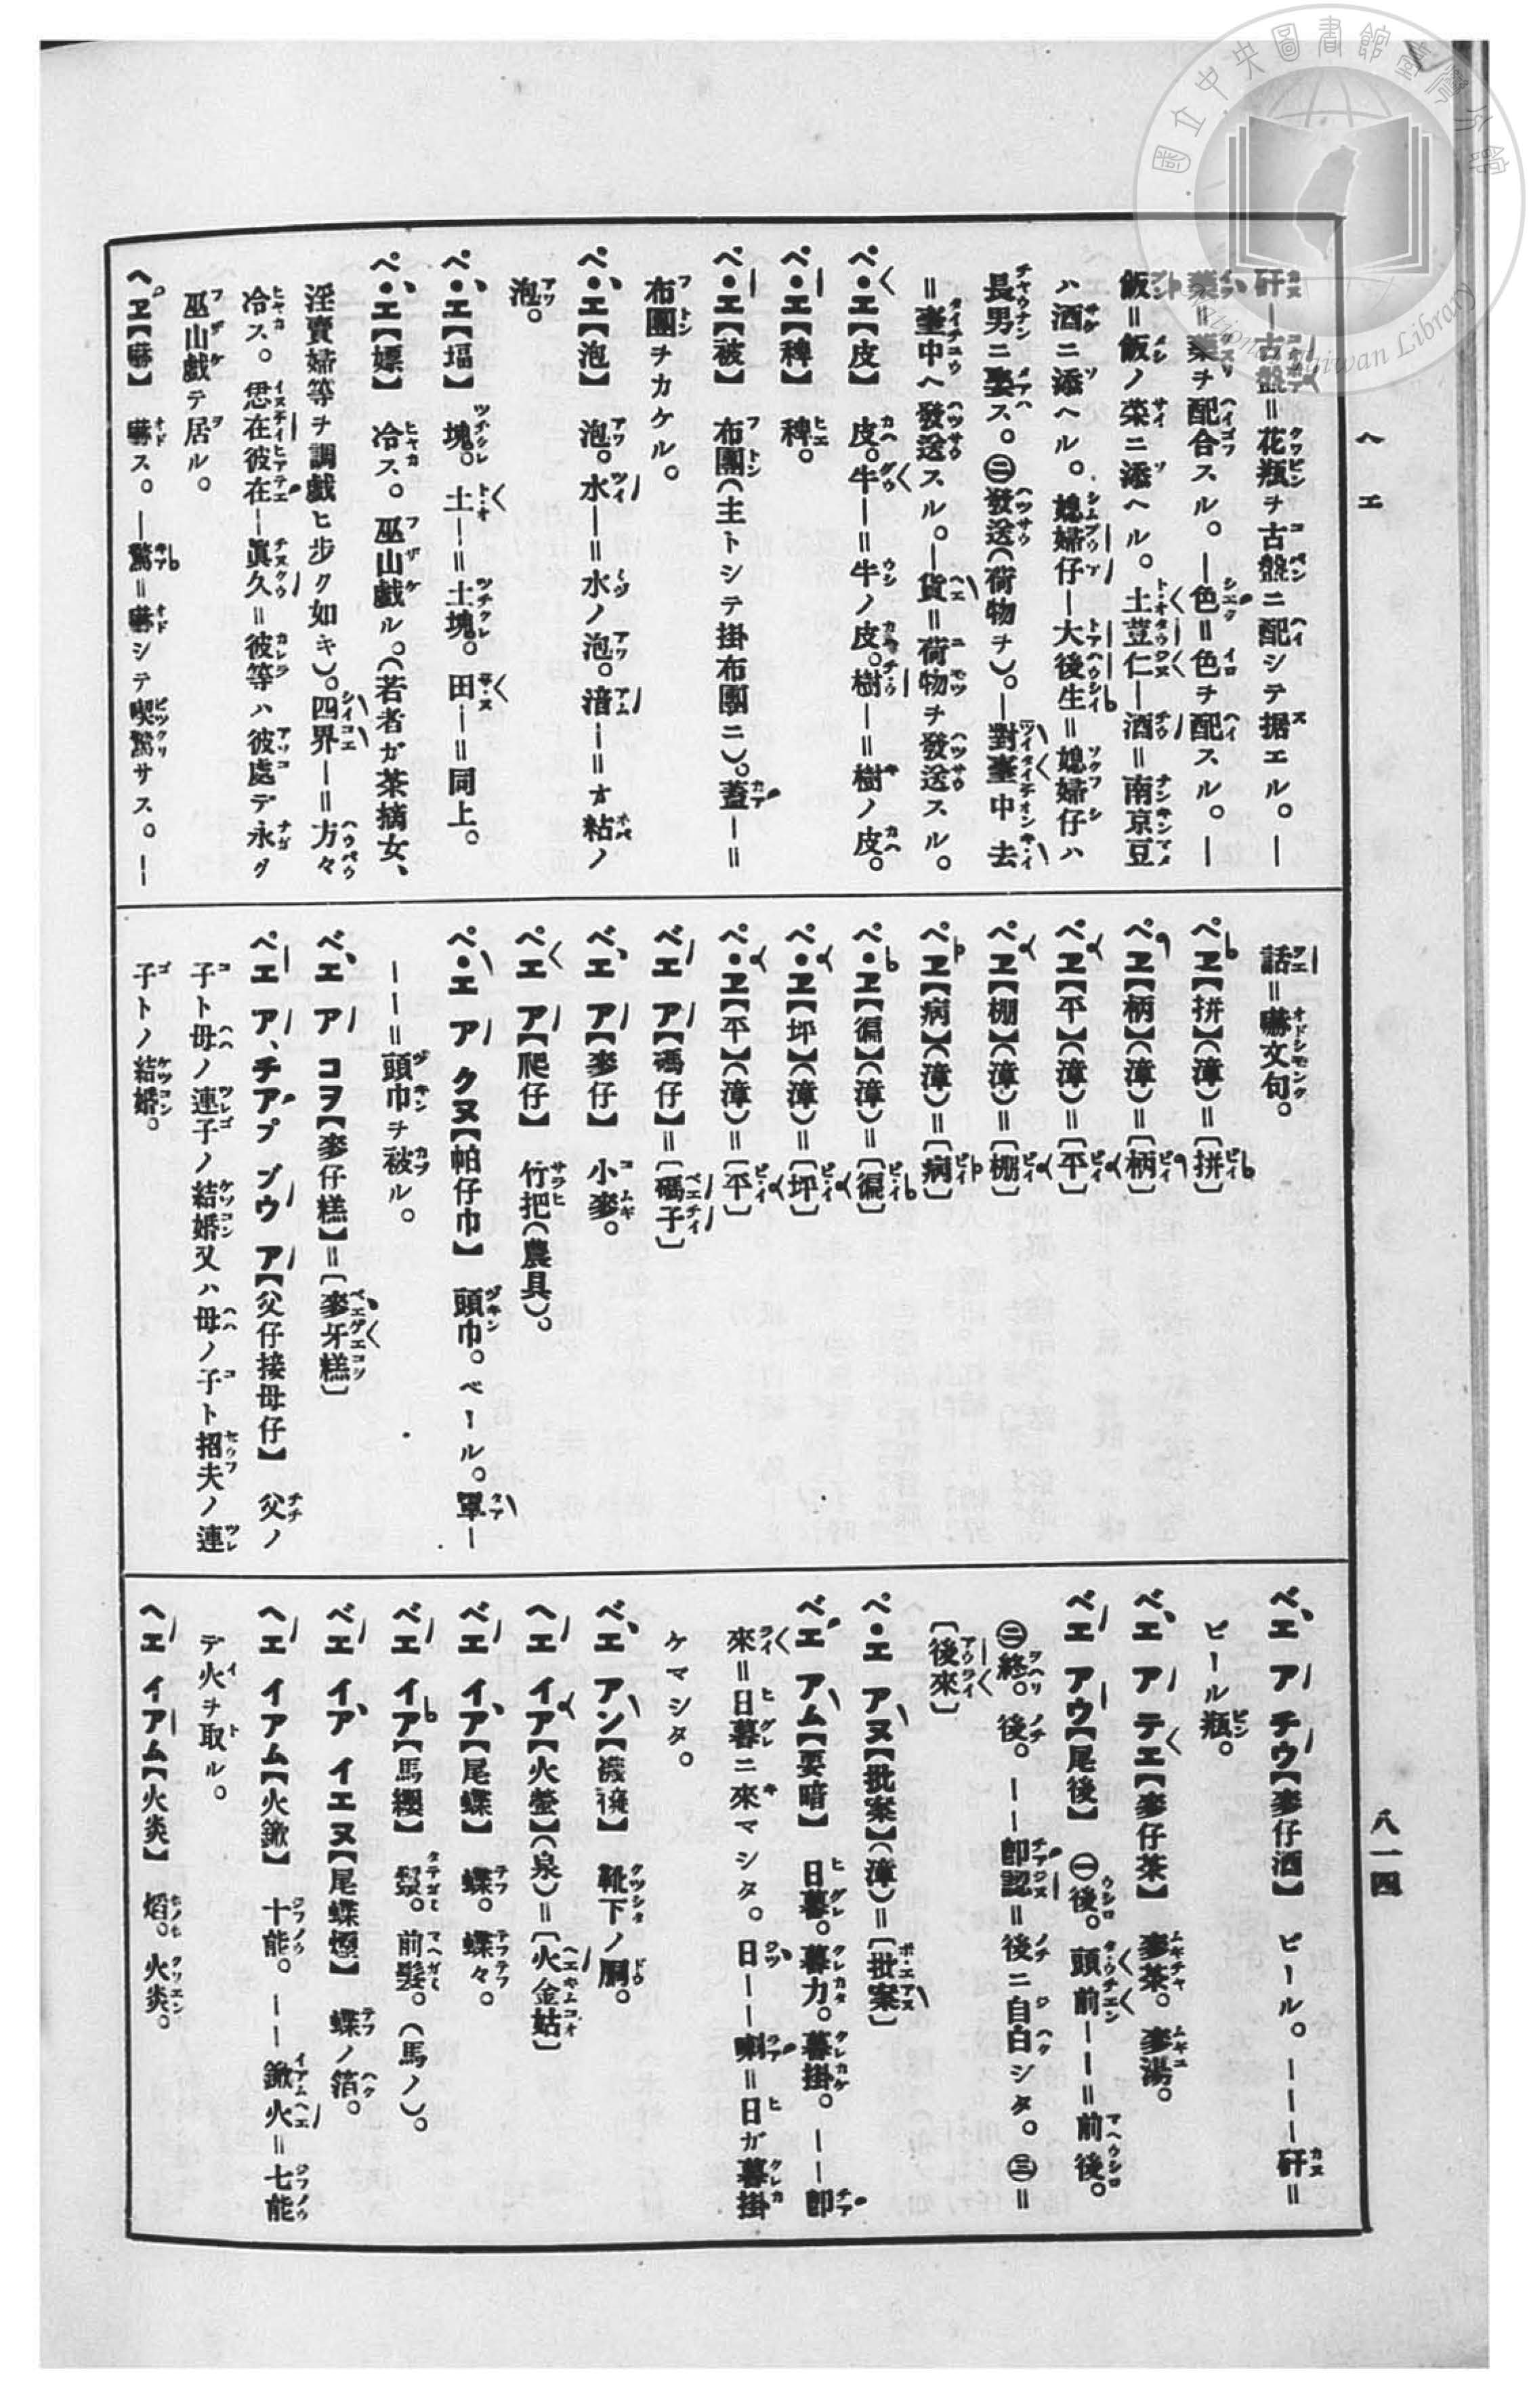 ヘエ
八一四
矸―古盤=花瓶ヲ古盤ニ配シテ据エル。―
藥=藥ヲ配合スル。―色=色ヲ配スル。―
飯=飯ノ菜ニ添ヘル。土荳仁―酒=南京豆
ハ酒ニ添ヘル。媳婦仔―大後生=媳婦仔ハ
長男ニ娶ス。㊁發送(荷物ヲ)。―對臺中去
=臺中ヘ發送スル。―貨=荷物ヲ發送スル。
ペエ【皮】 皮。牛―=牛ノ皮。樹―=樹ノ皮。
ペエ【稗】 稗。
ペエ【被】 布團(主トシテ掛布團ニ)。蓋―=
布團ヲカケル。
ペエ【泡】 泡。水―=水ノ泡。湆―=オ粘ノ
泡。
ペエ【堛】 塊。土―=土塊。田―=同上。
ペエ【嫖】 冷ス。巫山戲ル。(若者ガ茶摘女、
淫賣婦等ヲ調戲ヒ步ク如キ)。四界―=方々
冷ス。恁在彼在―眞久=彼等ハ彼處デ永ク
巫山戲テ居ル。
ヘヱ【嚇】 嚇ス。―驚=嚇シテ喫驚サス。―
話=嚇文句。
ペヱ【拼】(漳)=〔拼〕
ペヱ【柄】(漳)=〔柄〕
ペヱ【平】(漳)=〔平〕
ペヱ【棚】(漳)=〔棚〕
ペヱ【病】(漳)=〔病〕
ペヱ【徧】(漳)=〔徧〕
ペヱ【坪】(漳)=〔坪〕
ペヱ【平】(漳)=〔平〕
ベエ ア【碼仔】=〔碼子〕
ベエ ア【麥仔】 小麥。
ペエ ア【爬仔】 竹把(農具)。
ペエ ア クヌ【帕仔巾】 頭巾。ベール。罩―
――=頭巾ヲ被ル。
ベエ ア コヲ【麥仔糕】=〔麥牙糕〕
ペエ ア、チアプ ブウ ア【父仔接母仔】 父ノ
子ト母ノ連子ノ結婚又ハ母ノ子ト招夫ノ連
子トノ結婚。
ベエ ア チウ【麥仔酒】 ビール。―――矸=
ビール瓶。
ベエ ア テエ【麥仔茶】 麥茶。麥湯。
ベエ アウ【尾後】 ㊀後。頭前――=前後。
㊁終。後。――卽認=後ニ自白シタ。㊂=
〔後來〕
ペエ アヌ【批案】(漳)=〔批案〕
ベエ アム【要暗】 日暮。暮力。暮掛。――卽
來=日暮ニ來マシタ。日――喇=日ガ暮掛
ケマシタ。
ベエ アン【襪䙎】 靴下ノ胴。
ヘエ イア【火螢】(泉)=〔火金姑〕
ベエ イア【尾蝶】 蝶。蝶々。
ベエ イア【馬纓】 鬃。前髮。(馬ノ)。
ベエ イア イエヌ【尾蝶煙】 蝶ノ箔。
ヘエ イアム【火鍁】 十能。――鍁火=七能
デ火ヲ取ル。
ヘエ イアム【火炎】 焰。火炎。
國立中央圖書館臺灣分館
National Taiwan Library